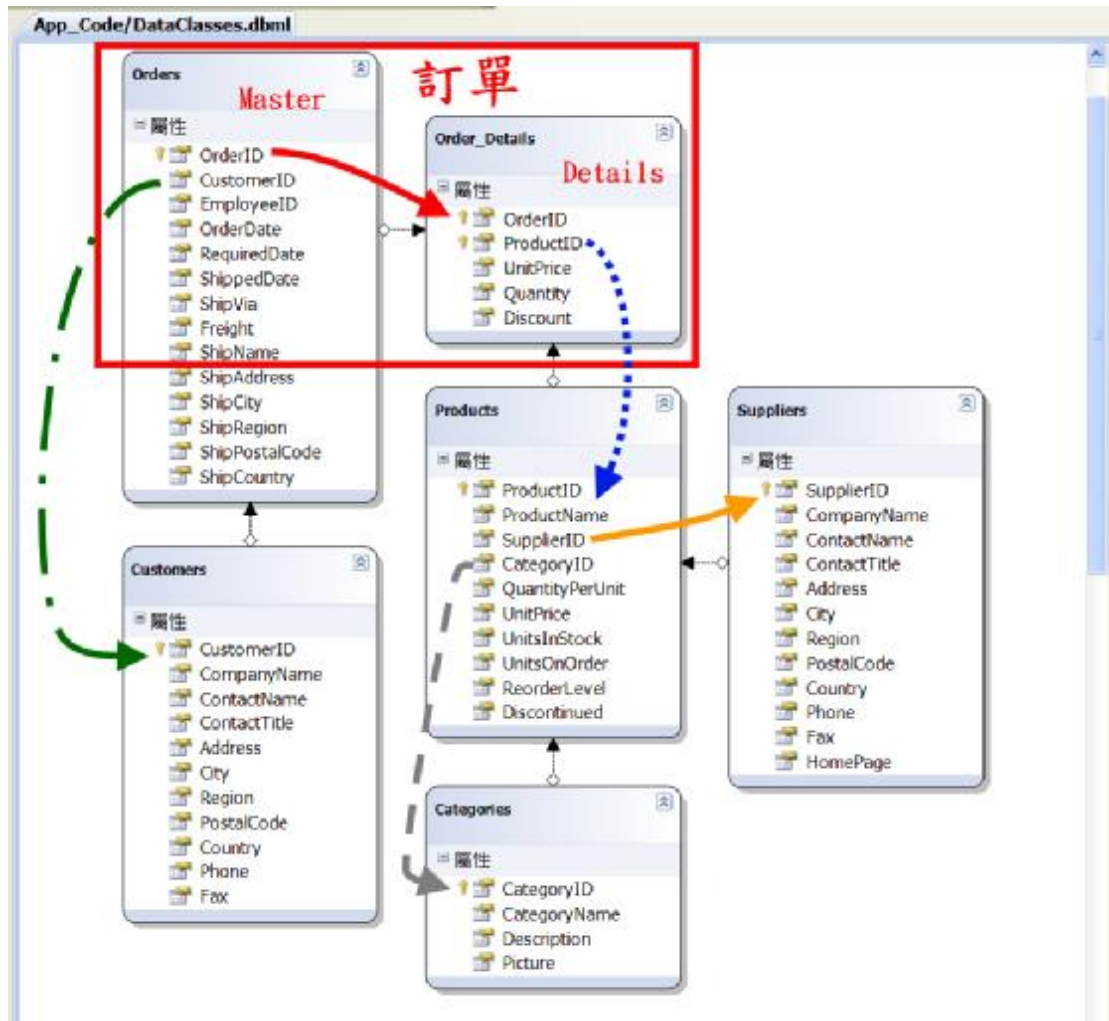 App_Code/DataClasses.dbml
訂單
Orders
Master
屬性
OrderID
CustomerID
EmployeeID
OrderDate
RequiredDate
ShippedDate
ShipVia
Freight
ShipName
ShipAddress
ShipCity
ShipRegion
ShipPostalCode
ShipCountry
Order_Details
Details
屬性
OrderID
ProductID
UnitPrice
Quantity
Discount
Products
屬性
ProductID
ProductName
SupplierID
CategoryID
QuantityPerUnit
UnitPrice
UnitsInStock
UnitsOnOrder
ReorderLevel
Discontinued
Suppliers
屬性
SupplierID
CompanyName
ContactName
ContactTitle
Address
City
Region
PostalCode
Country
Phone
Fax
HomePage
Customers
屬性
CustomerID
CompanyName
ContactName
ContactTitle
Address
City
Region
PostalCode
Country
Phone
Fax
Categories
屬性
CategoryID
CategoryName
Description
Picture